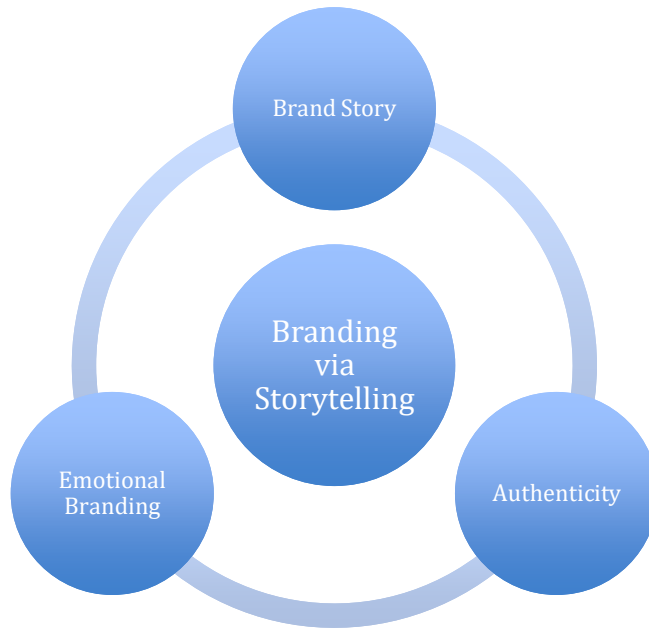 Brand Story
Branding
via
Storytelling
Emotional
Branding
Authenticity